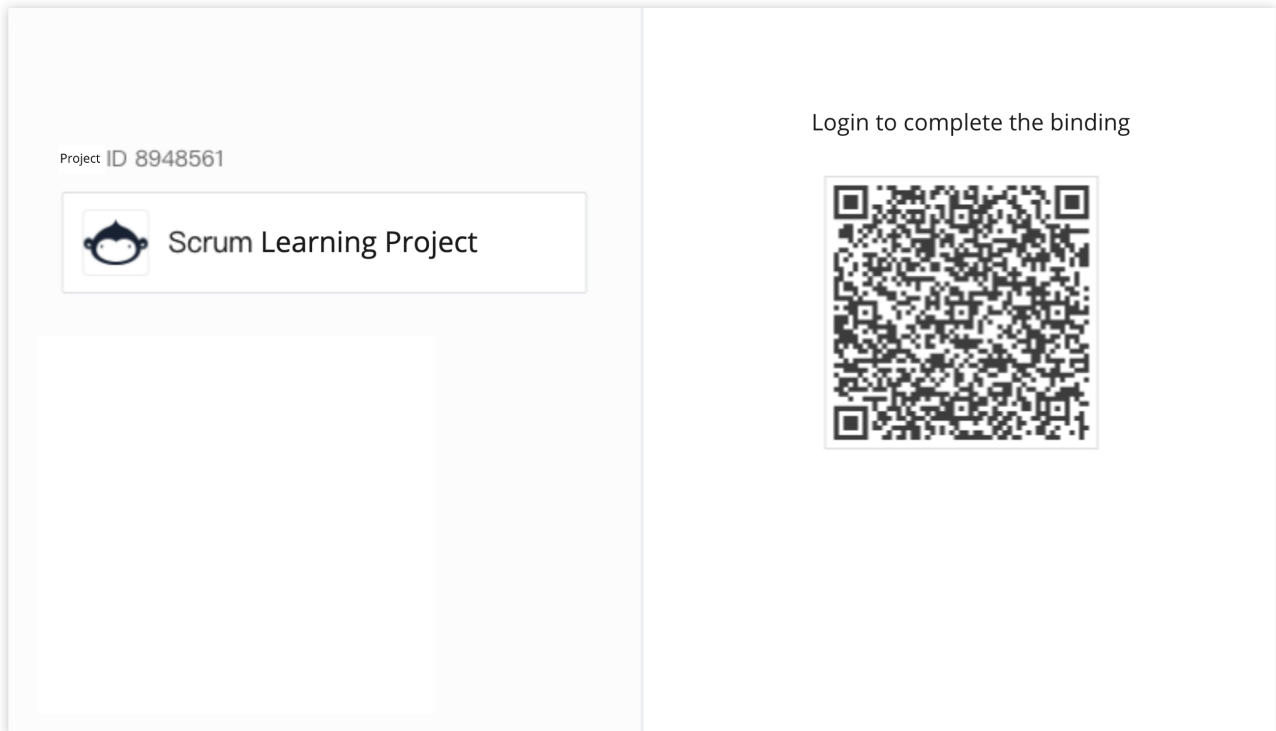 Project ID 8948561
Scrum Learning Project
Login to complete the binding